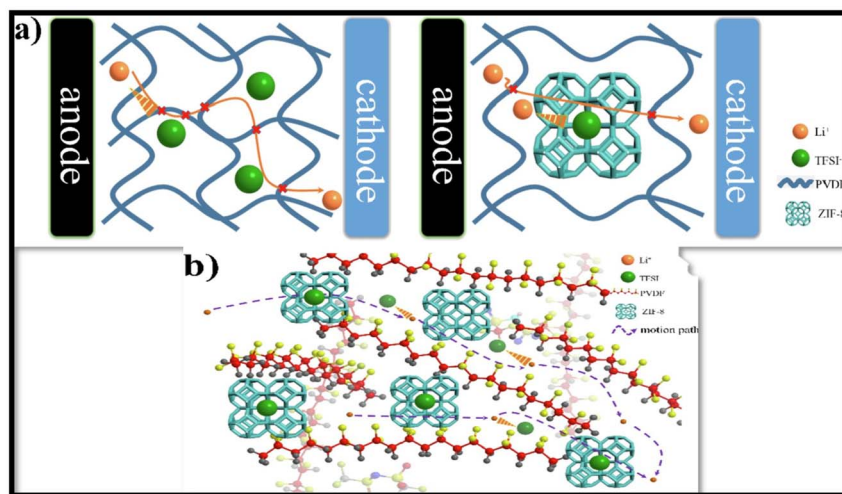 a)
anode
cathode
anode
cathode
Li⁺
TFSI⁻
PVDF
ZIF-8
b)
Li⁺
TFSI
PVDF
ZIF-8
motion path